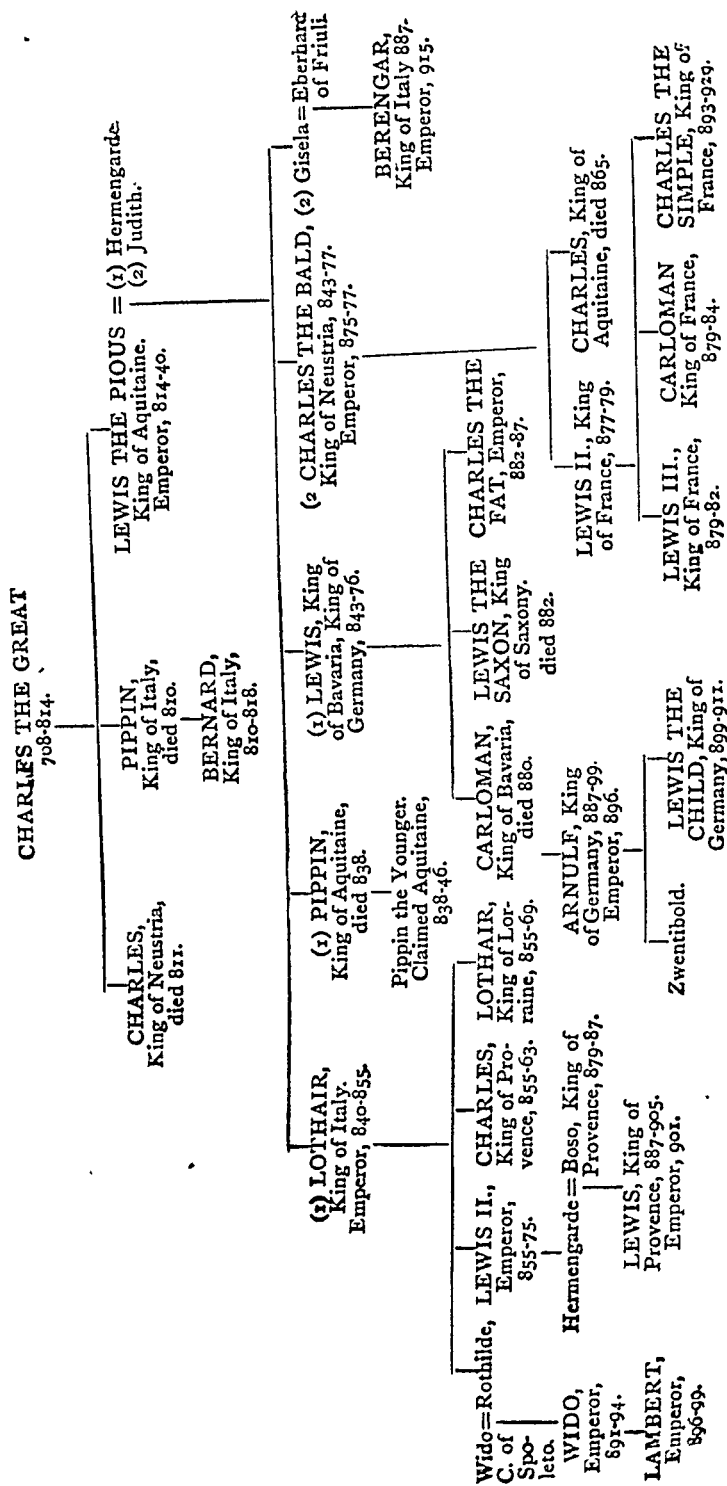 CHARLES THE GREAT
708-814.
CHARLES,
King of Neustria,
died 811.
PIPPIN,
King of Italy,
died 810.
BERNARD,
King of Italy,
810-818.
LEWIS THE PIOUS = (1) Hermengarde.
King of Aquitaine. (2) Judith.
Emperor, 814-40.
(1) LOTHAIR,
King of Italy.
Emperor, 840-855.
(1) PIPPIN,
King of Aquitaine,
died 838.
Pippin the Younger.
Claimed Aquitaine,
838-46.
(1) LEWIS, King
of Bavaria, King of
Germany, 843-76.
(2 CHARLES THE BALD,
King of Neustria, 843-77.
Emperor, 875-77.
(2) Gisela = Eberhard
of Friuli.
BERENGAR,
King of Italy 887-
Emperor, 915.
Wido = Rothilde,
C. of
Spo-
leto.
WIDO,
Emperor,
891-94.
LAMBERT,
Emperor,
896-99.
LEWIS II.,
Emperor,
855-75.
Hermengarde = Boso, King of
Provence, 879-87.
LEWIS, King of
Provence, 887-905.
Emperor, 901.
CHARLES,
King of Pro-
vence, 855-63.
LOTHAIR,
King of Lor-
raine, 855-69.
CARLOMAN,
King of Bavaria,
died 880.
ARNULF, King
of Germany, 887-99.
Emperor, 896.
Zwentibold.
LEWIS THE
CHILD, King of
Germany, 899-911.
LEWIS THE
SAXON, King
of Saxony.
died 882.
CHARLES THE
FAT, Emperor,
882-87.
LEWIS II., King
of France, 877-79.
CHARLES, King of
Aquitaine, died 865.
LEWIS III.,
King of France,
879-82.
CARLOMAN
King of France,
879-84.
CHARLES THE
SIMPLE, King of
France, 893-929.